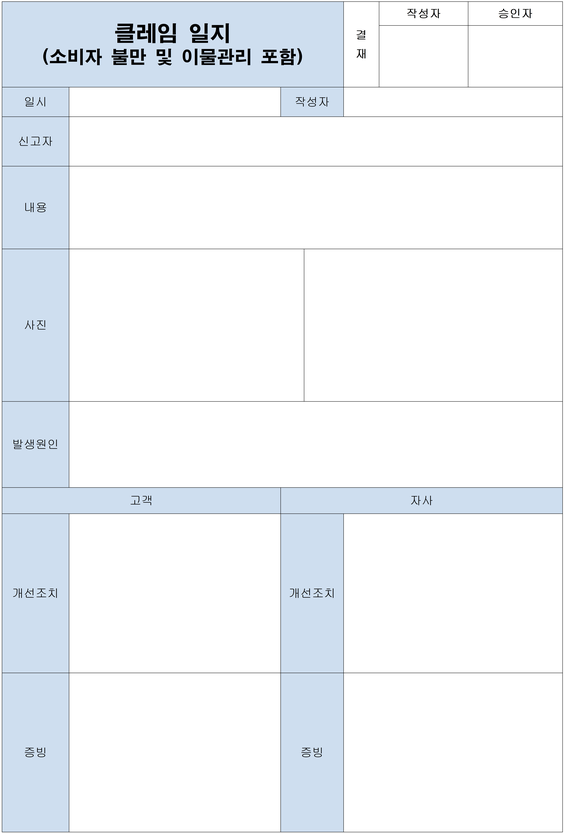 클레임 일지
(소비자 불만 및 이물관리 포함)
결
재
작성자
승인자
일시
작성자
신고자
내용
사진
발생원인
고객
자사
개선조치
개선조치
증빙
증빙